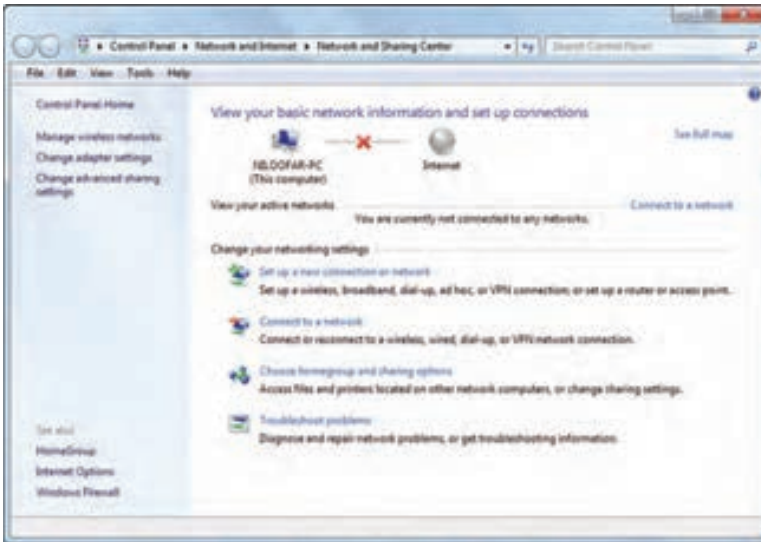 Control Panel ▸ Network and Internet ▸ Network and Sharing Center
Search Control Panel
File Edit View Tools Help
Control Panel Home
Manage wireless networks
Change adapter settings
Change advanced sharing
settings
See also
HomeGroup
Internet Options
Windows Firewall
View your basic network information and set up connections
See full map
NILOOFAR-PC
(This computer)
Internet
View your active networks
Connect to a network
You are currently not connected to any networks.
Change your networking settings
Set up a new connection or network
Set up a wireless, broadband, dial-up, ad hoc, or VPN connection; or set up a router or access point.
Connect to a network
Connect or reconnect to a wireless, wired, dial-up, or VPN network connection.
Choose homegroup and sharing options
Access files and printers located on other network computers, or change sharing settings.
Troubleshoot problems
Diagnose and repair network problems, or get troubleshooting information.